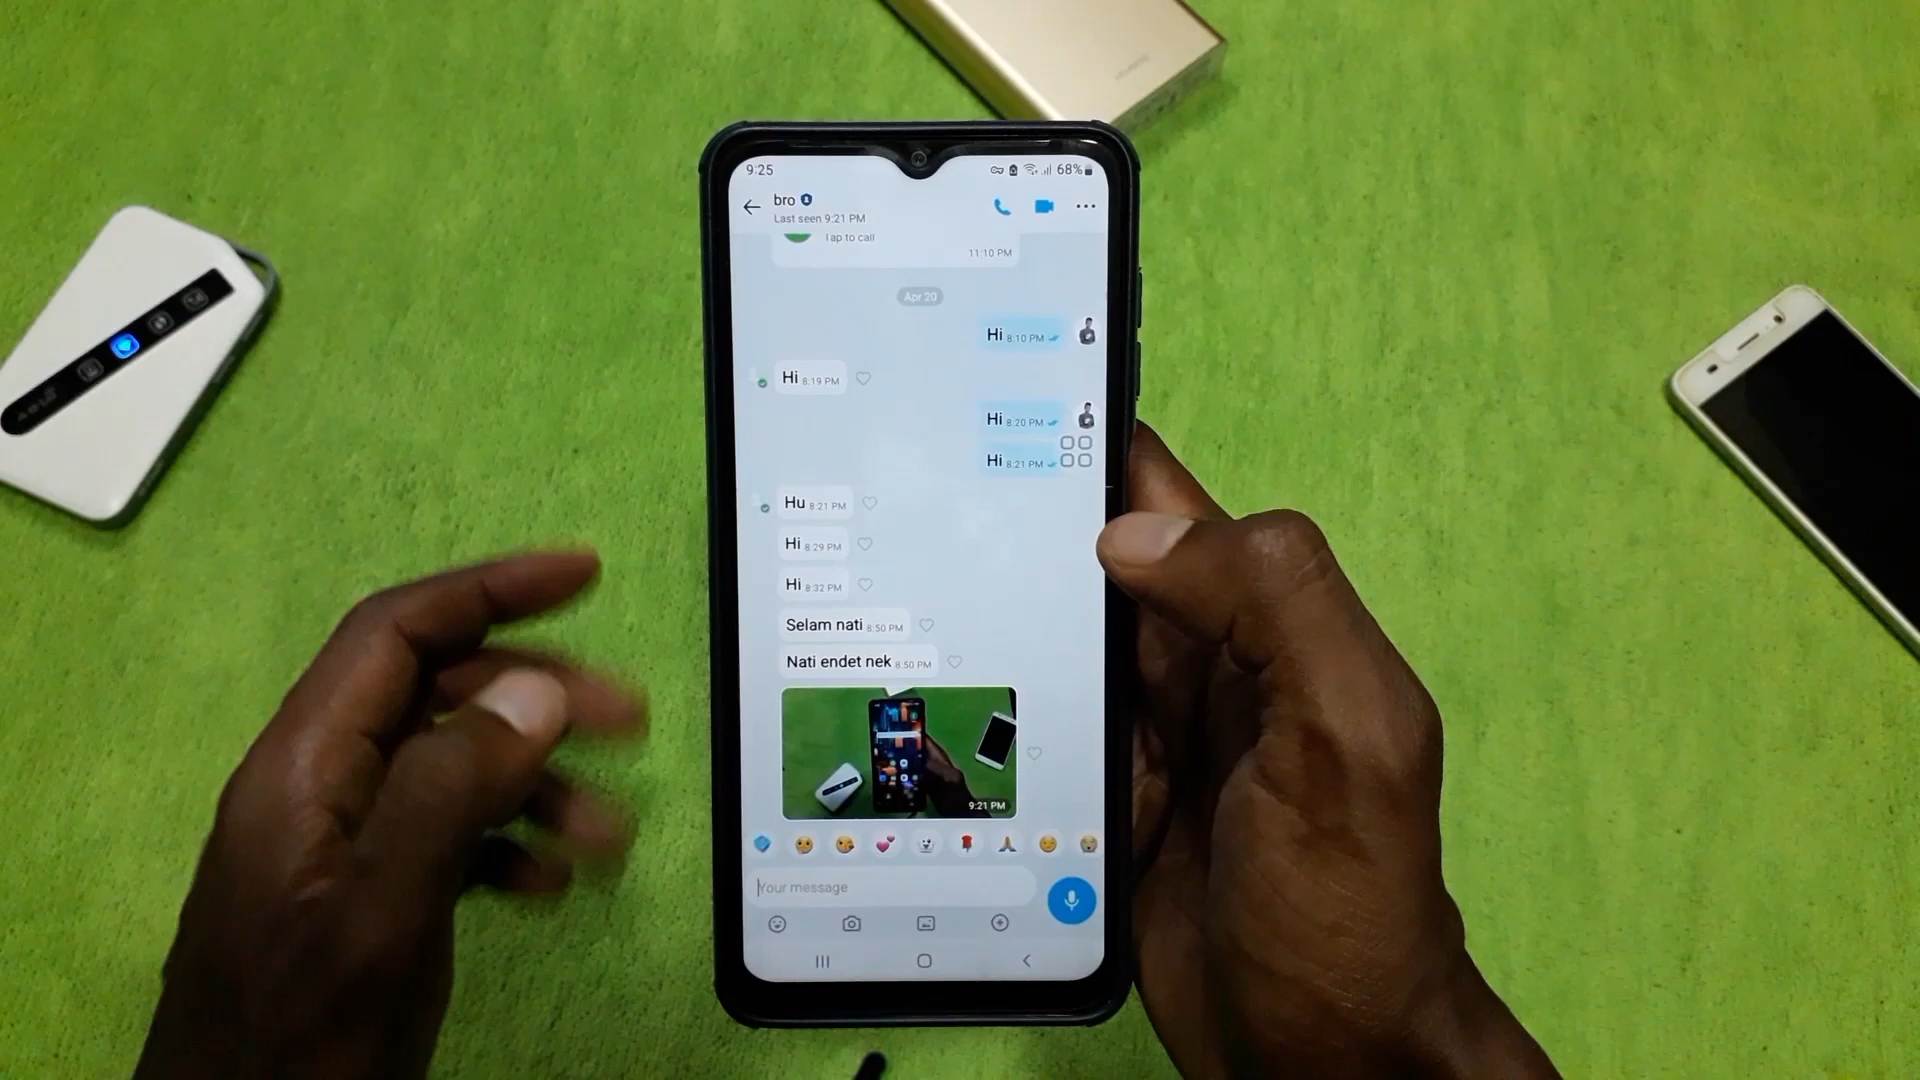 9:25
68%
bro
Last seen 9:21 PM
Tap to call
11:10 PM
Apr 20
Hi 8:10 PM
Hi 8:19 PM
Hi 8:20 PM
Hi 8:21 PM
Hu 8:21 PM
Hi 8:29 PM
Hi 8:32 PM
Selam nati 8:50 PM
Nati endet nek 8:50 PM
9:21 PM
Your message